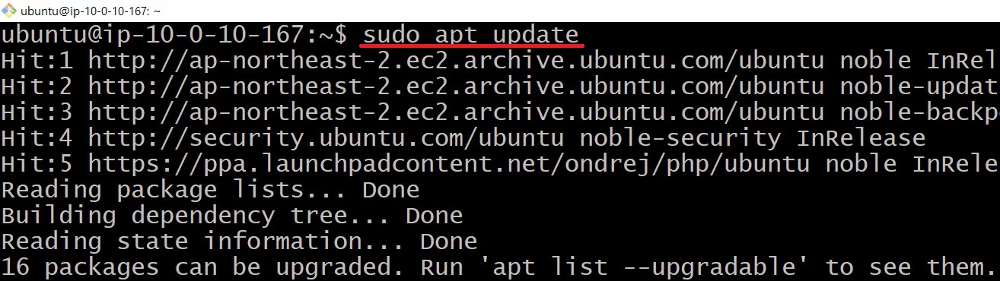 ubuntu@ip-10-0-10-167: ~
ubuntu@ip-10-0-10-167:~$ sudo apt update
Hit:1 http://ap-northeast-2.ec2.archive.ubuntu.com/ubuntu noble InRel
Hit:2 http://ap-northeast-2.ec2.archive.ubuntu.com/ubuntu noble-updat
Hit:3 http://ap-northeast-2.ec2.archive.ubuntu.com/ubuntu noble-backp
Hit:4 http://security.ubuntu.com/ubuntu noble-security InRelease
Hit:5 https://ppa.launchpadcontent.net/ondrej/php/ubuntu noble InRele
Reading package lists... Done
Building dependency tree... Done
Reading state information... Done
16 packages can be upgraded. Run 'apt list --upgradable' to see them.